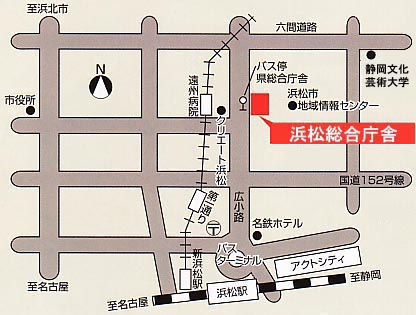 至浜北市
六間道路
N
バス停
県総合庁舎
静岡文化
芸術大学
遠州病院
市役所
浜松市
地域情報センター
クリエート浜松
浜松総合庁舎
国道152号線
第一通り
広小路
名鉄ホテル
新浜松駅
バス
ターミナル
アクトシティ
至名古屋
至名古屋
浜松駅
至静岡